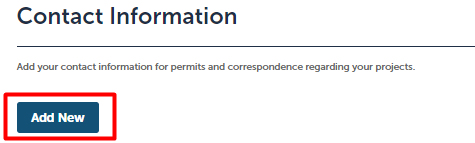 Contact Information
Add your contact information for permits and correspondence regarding your projects.
Add New